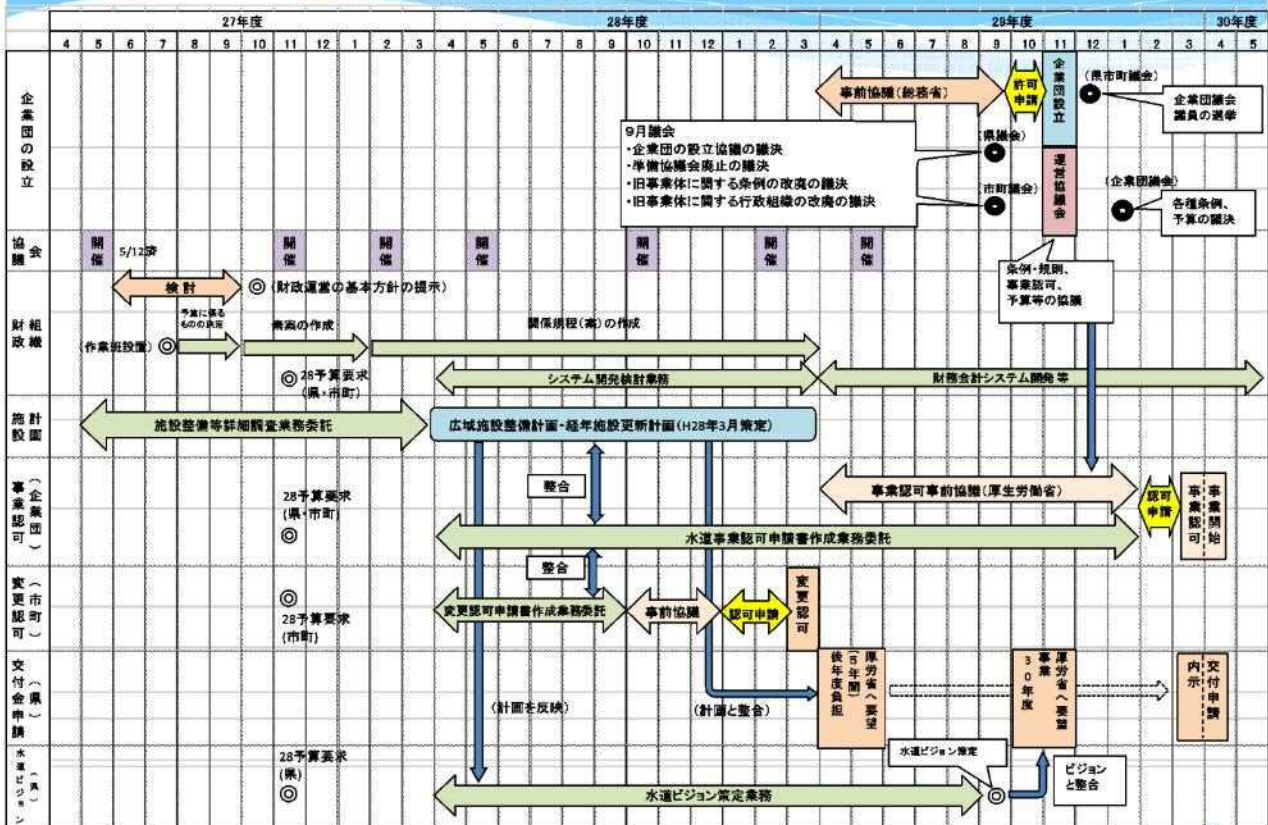 27年度 28年度 29年度 30年度
4 5 6 7 8 9 10 11 12 1 2 3 4 5 6 7 8 9 10 11 12 1 2 3 4 5 6 7 8 9 10 11 12 1 2 3 4 5
企業団の設立
事前協議(総務省)
許可申請
企業団設立
(県市町議会)
企業団議会
議員の選挙
9月議会
・企業団の設立協議の議決
・準備協議会廃止の議決
・旧事業体に関する条例の改廃の議決
・旧事業体に関する行政組織の改廃の議決
(県議会)
(市町議会)
運営協議会
(企業団議会)
各種条例、
予算の議決
協議会
開催
5/12済
開催
開催
開催
開催
開催
開催
条例・規則、
事業認可、
予算等の協議
財政 組織
検討
(財政運営の基本方針の提示)
予算に係る
ものの決定
素案の作成
関係規程(案)の作成
(作業班設置)
28予算要求
(県・市町)
システム開発検討業務
財務会計システム開発等
施設計画
施設整備等詳細調査業務委託
広域施設整備計画・経年施設更新計画(H28年3月策定)
事業認可(企業団)
28予算要求
(県・市町)
整合
事業認可事前協議(厚生労働省)
認可申請
事業認可
事業開始
水道事業認可申請書作成業務委託
整合
変更認可(市町)
28予算要求
(市町)
変更認可申請書作成業務委託
事前協議
認可申請
変更認可
交付金申請(県)
(計画を反映)
(計画と整合)
厚労省へ要望
(5年間)
後年度負担
厚労省へ要望
事業
30年度
内示
交付申請
水道ビジョン(県)
28予算要求
(県)
水道ビジョン策定
水道ビジョン策定業務
ビジョン
と整合